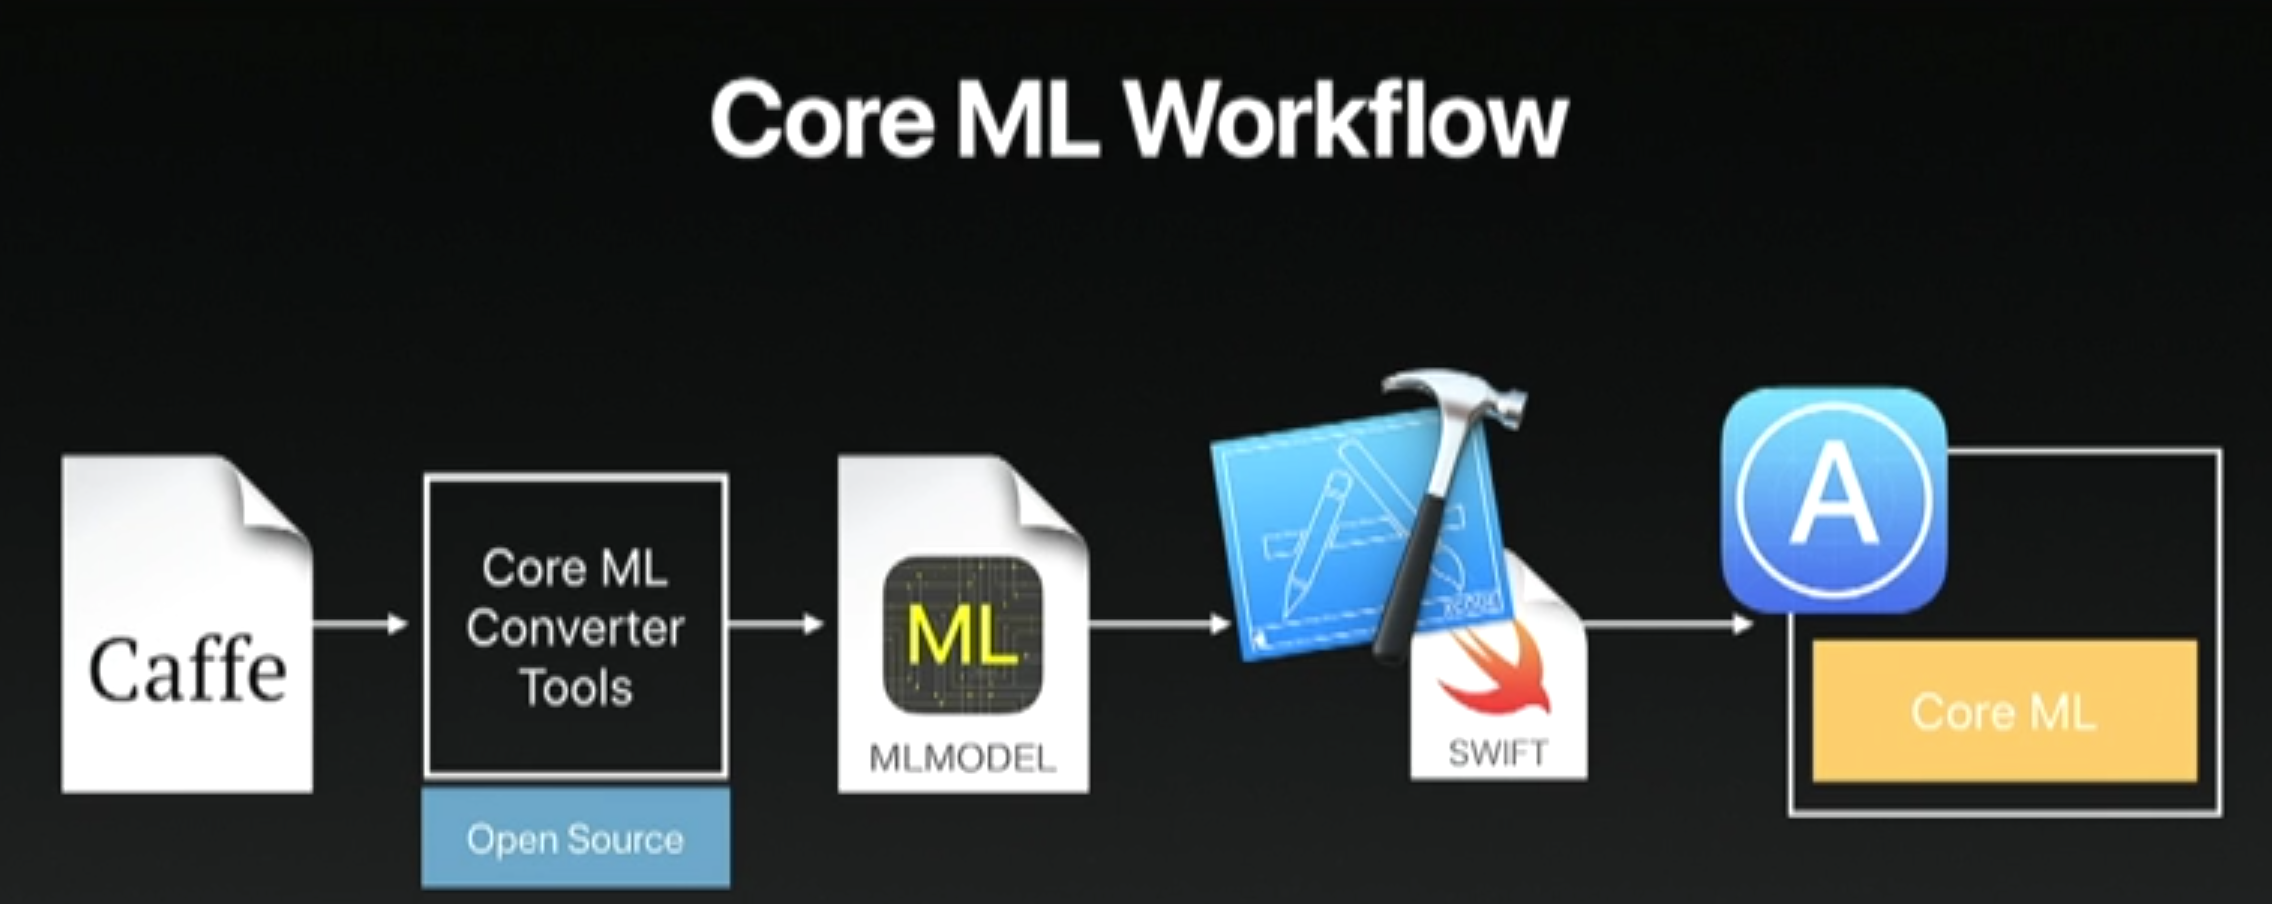 Core ML Workflow
Caffe
Core ML
Converter
Tools
Open Source
ML
MLMODEL
SWIFT
A
Core ML